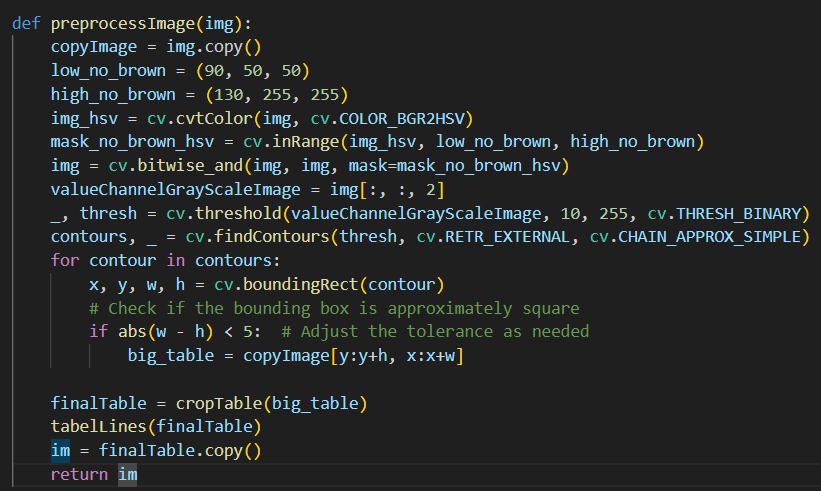 def preprocessImage(img):
    copyImage = img.copy()
    low_no_brown = (90, 50, 50)
    high_no_brown = (130, 255, 255)
    img_hsv = cv.cvtColor(img, cv.COLOR_BGR2HSV)
    mask_no_brown_hsv = cv.inRange(img_hsv, low_no_brown, high_no_brown)
    img = cv.bitwise_and(img, img, mask=mask_no_brown_hsv)
    valueChannelGrayScaleImage = img[:, :, 2]
    _, thresh = cv.threshold(valueChannelGrayScaleImage, 10, 255, cv.THRESH_BINARY)
    contours, _ = cv.findContours(thresh, cv.RETR_EXTERNAL, cv.CHAIN_APPROX_SIMPLE)
    for contour in contours:
        x, y, w, h = cv.boundingRect(contour)
        # Check if the bounding box is approximately square
        if abs(w - h) < 5:  # Adjust the tolerance as needed
            big_table = copyImage[y:y+h, x:x+w]

    finalTable = cropTable(big_table)
    tabelLines(finalTable)
    im = finalTable.copy()
    return im